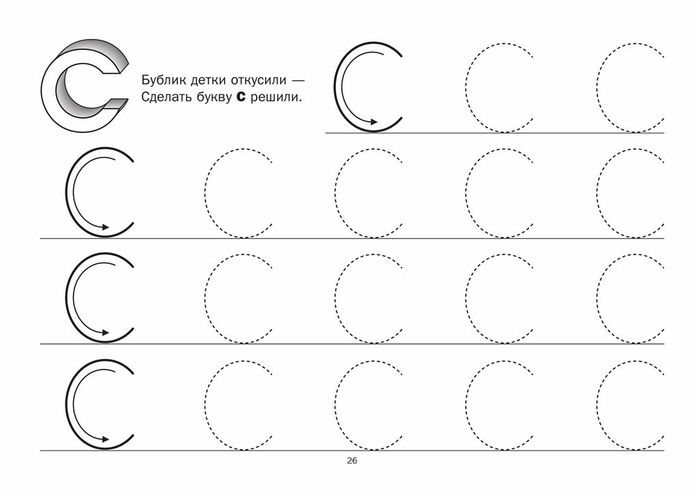 С
Бублик детки откусили —
Сделать букву С решили.
С С С
С С С С С
С С С С С
С С С С С
26